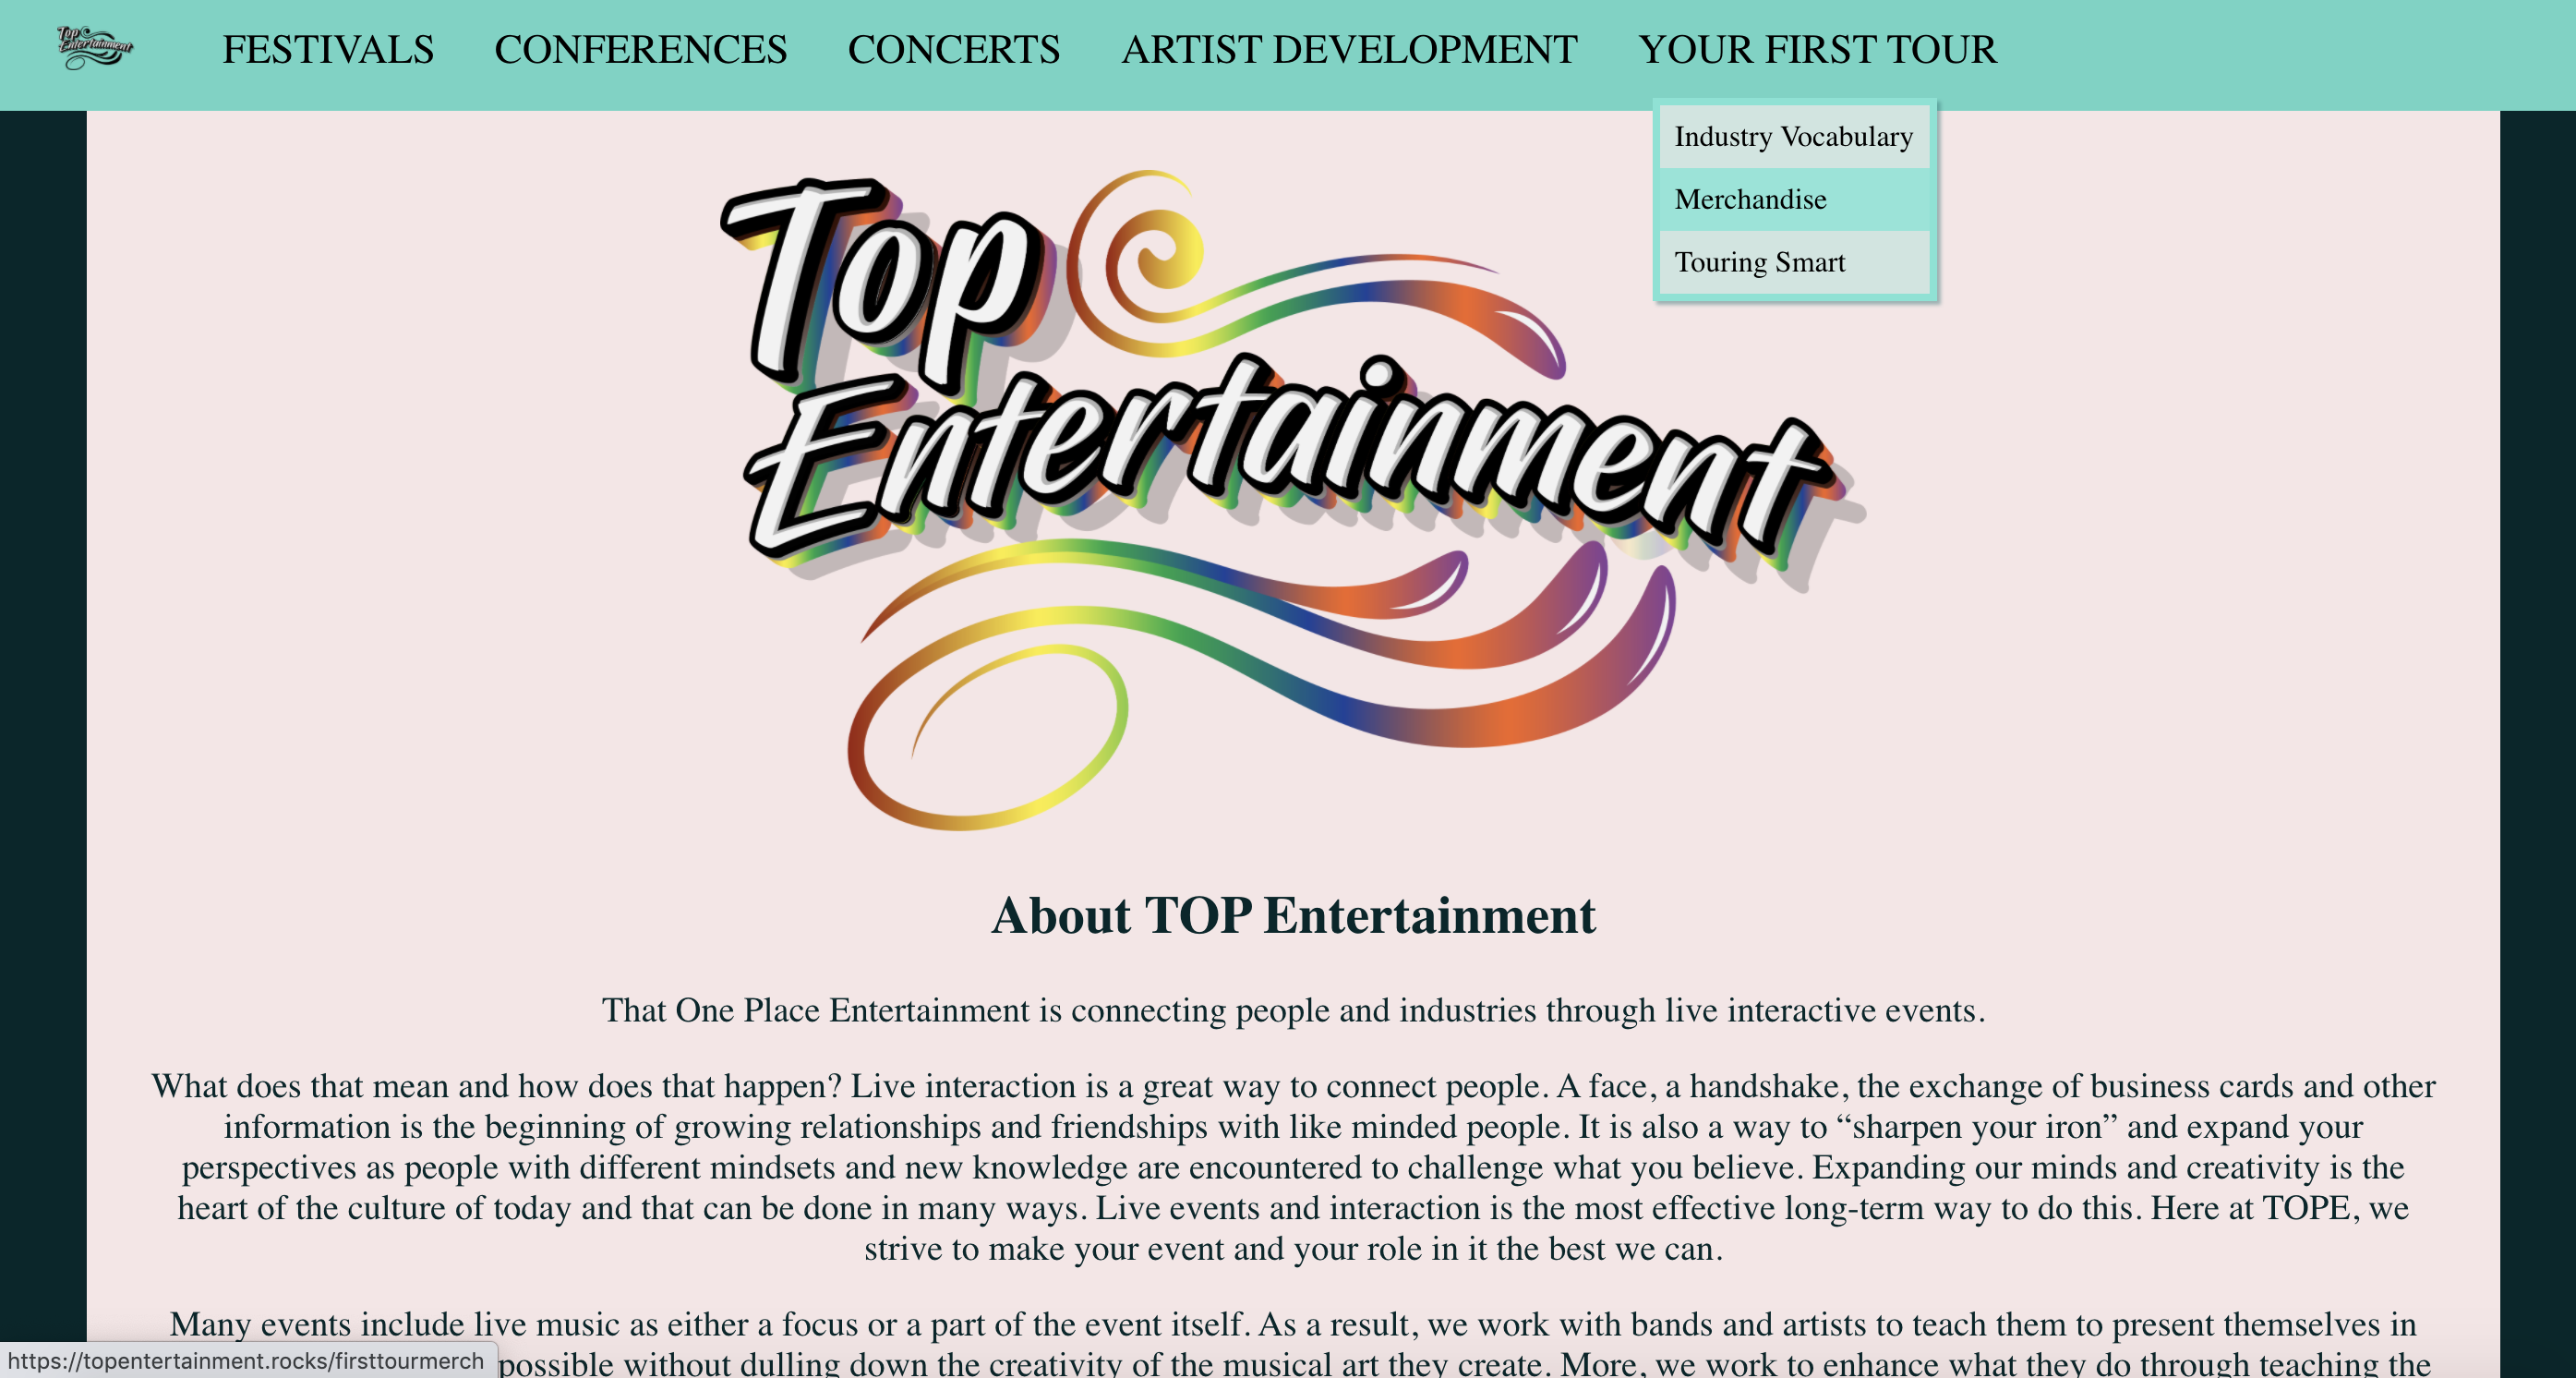 Top
Entertainment
FESTIVALS CONFERENCES CONCERTS ARTIST DEVELOPMENT YOUR FIRST TOUR
Industry Vocabulary
Merchandise
Touring Smart
Top
Entertainment
About TOP Entertainment
That One Place Entertainment is connecting people and industries through live interactive events.
What does that mean and how does that happen? Live interaction is a great way to connect people. A face, a handshake, the exchange of business cards and other
information is the beginning of growing relationships and friendships with like minded people. It is also a way to “sharpen your iron” and expand your
perspectives as people with different mindsets and new knowledge are encountered to challenge what you believe. Expanding our minds and creativity is the
heart of the culture of today and that can be done in many ways. Live events and interaction is the most effective long-term way to do this. Here at TOPE, we
strive to make your event and your role in it the best we can.
Many events include live music as either a focus or a part of the event itself. As a result, we work with bands and artists to teach them to present themselves in
possible without dulling down the creativity of the musical art they create. More, we work to enhance what they do through teaching the
https://topentertainment.rocks/firsttourmerch